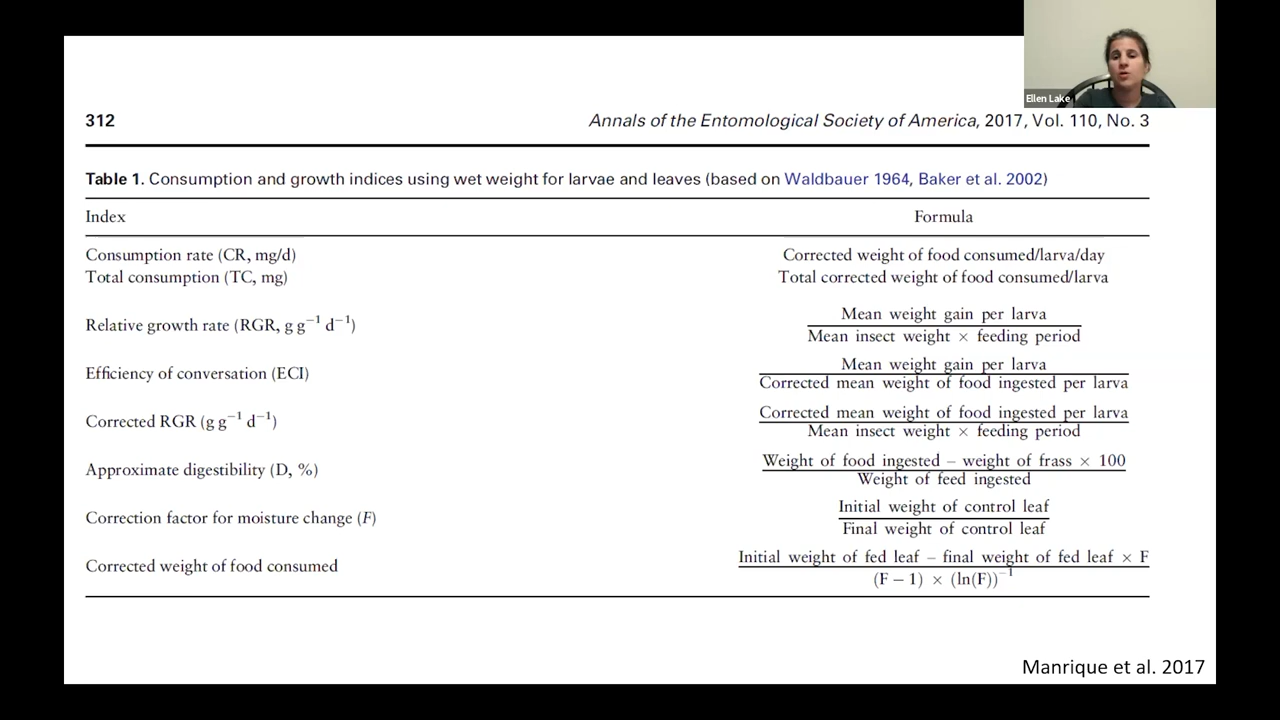 Ellen Lake
312 Annals of the Entomological Society of America, 2017, Vol. 110, No. 3
Table 1. Consumption and growth indices using wet weight for larvae and leaves (based on Waldbauer 1964, Baker et al. 2002)
Index Formula
Consumption rate (CR, mg/d) Corrected weight of food consumed/larva/day
Total consumption (TC, mg) Total corrected weight of food consumed/larva
Relative growth rate (RGR, g g⁻¹ d⁻¹) Mean weight gain per larva
Mean insect weight × feeding period
Efficiency of conversation (ECI) Mean weight gain per larva
Corrected mean weight of food ingested per larva
Corrected RGR (g g⁻¹ d⁻¹) Corrected mean weight of food ingested per larva
Mean insect weight × feeding period
Approximate digestibility (D, %) Weight of food ingested – weight of frass × 100
Weight of feed ingested
Correction factor for moisture change (F) Initial weight of control leaf
Final weight of control leaf
Corrected weight of food consumed Initial weight of fed leaf – final weight of fed leaf × F
(F – 1) × (ln(F))⁻¹
Manrique et al. 2017